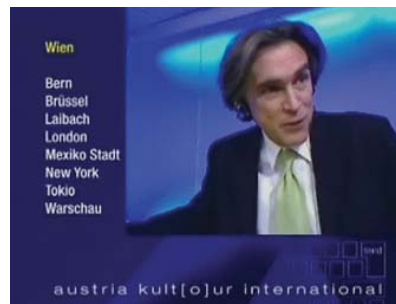 Wien
Bern
Brüssel
Laibach
London
Mexiko Stadt
New York
Tokio
Warschau
austria kult[o]ur international